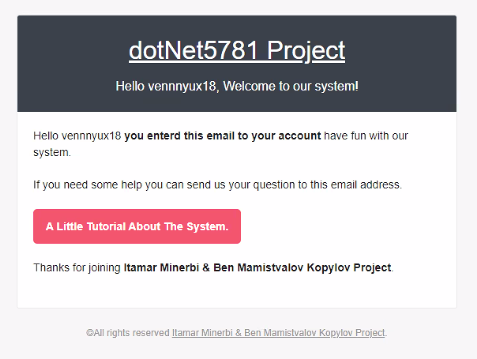 dotNet5781 Project
Hello vennnyux18, Welcome to our system!
Hello vennnyux18 you enterd this email to your account have fun with our
system.
If you need some help you can send us your question to this email address.
A Little Tutorial About The System.
Thanks for joining Itamar Minerbi & Ben Mamistvalov Kopylov Project.
©All rights reserved Itamar Minerbi & Ben Mamistvalov Kopylov Project.